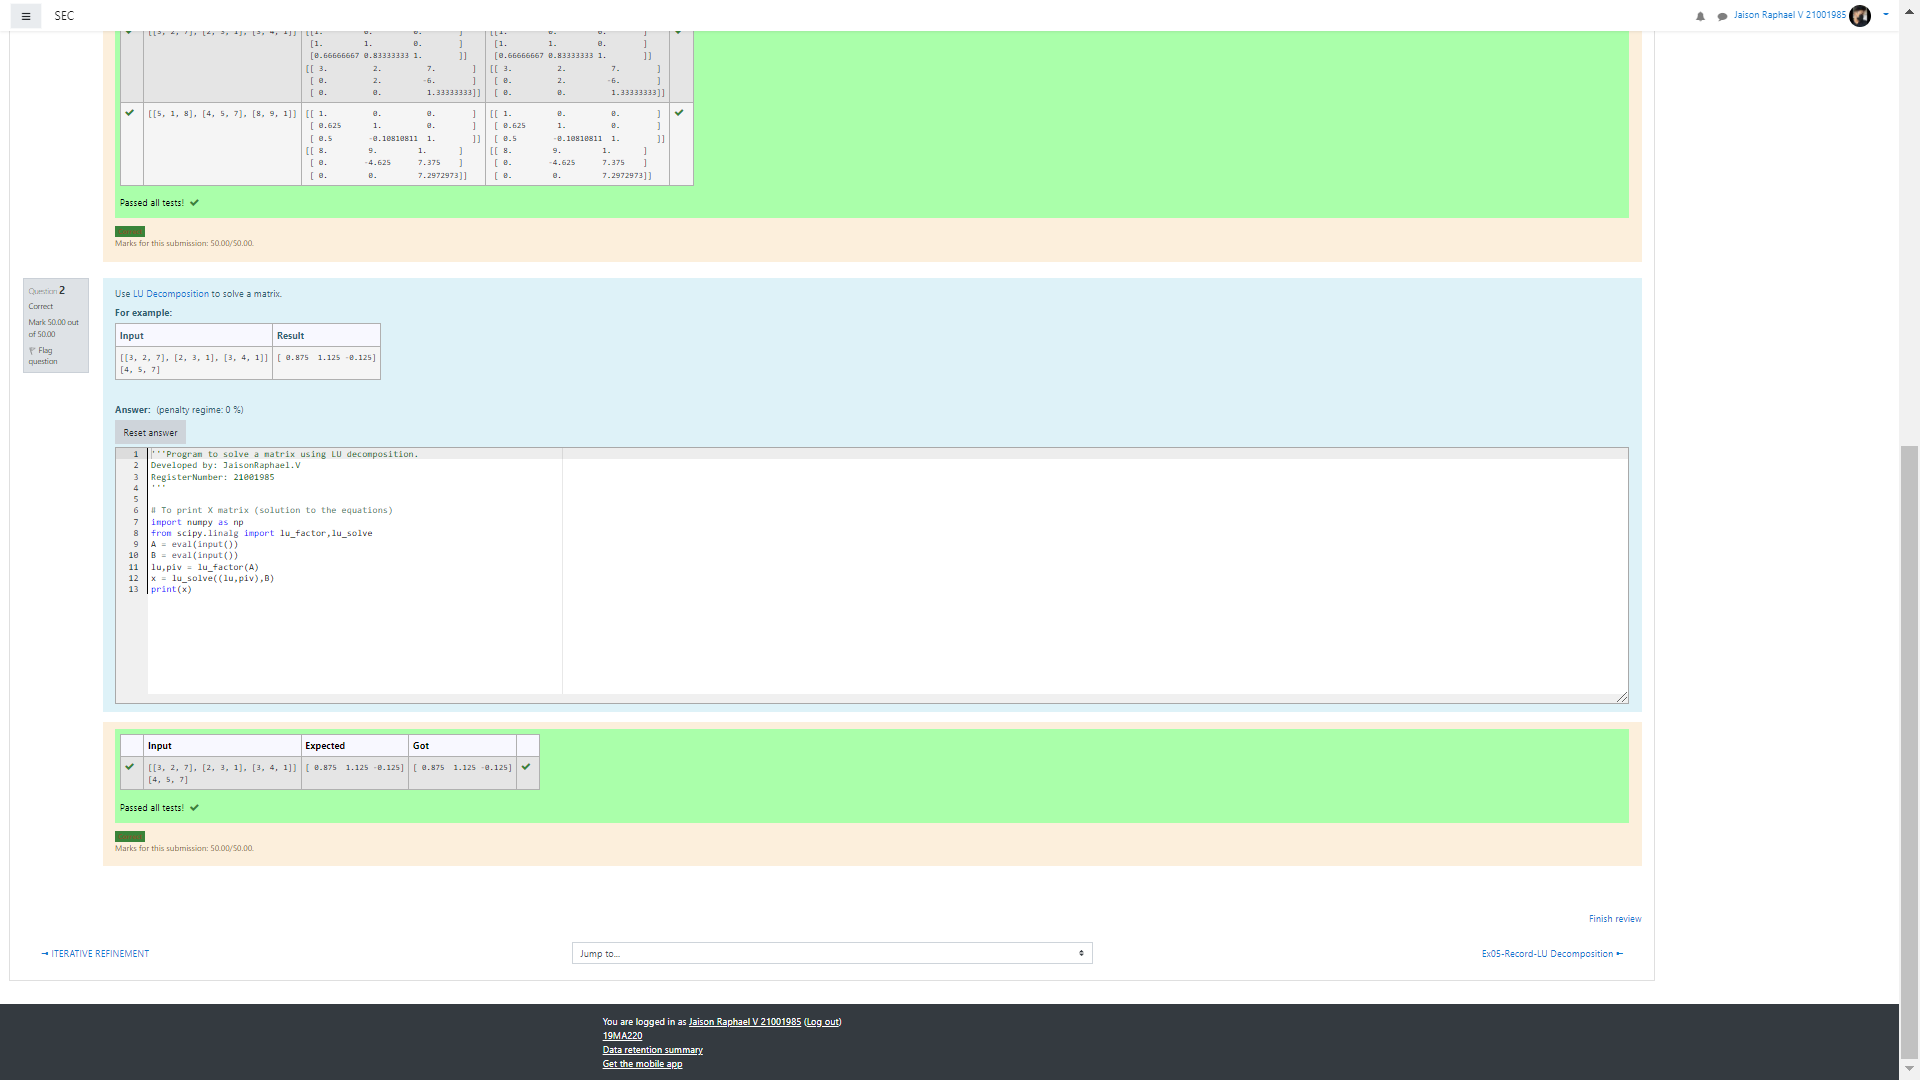 SEC
Jaison Raphael V 21001985
[[3, 2, 7], [2, 3, 1], [3, 4, 1]] [[1. 0. 0. ] [[1. 0. 0. ]
[1. 1. 0. ] [1. 1. 0. ]
[0.66666667 0.83333333 1. ]] [0.66666667 0.83333333 1. ]]
[[ 3. 2. 7. ] [[ 3. 2. 7. ]
[ 0. 2. -6. ] [ 0. 2. -6. ]
[ 0. 0. 1.33333333]] [ 0. 0. 1.33333333]]
[[5, 1, 8], [4, 5, 7], [8, 9, 1]] [[ 1. 0. 0. ] [[ 1. 0. 0. ]
[ 0.625 1. 0. ] [ 0.625 1. 0. ]
[ 0.5 -0.10810811 1. ]] [ 0.5 -0.10810811 1. ]]
[[ 8. 9. 1. ] [[ 8. 9. 1. ]
[ 0. -4.625 7.375 ] [ 0. -4.625 7.375 ]
[ 0. 0. 7.2972973]] [ 0. 0. 7.2972973]]
Passed all tests!
Marks for this submission: 50.00/50.00.
Question 2
Correct
Mark 50.00 out
of 50.00
Flag
question
Use LU Decomposition to solve a matrix.
For example:
Input Result
[[3, 2, 7], [2, 3, 1], [3, 4, 1]] [ 0.875 1.125 -0.125]
[4, 5, 7]
Answer: (penalty regime: 0 %)
Reset answer
1 '''Program to solve a matrix using LU decomposition.
2 Developed by: JaisonRaphael.V
3 RegisterNumber: 21001985
4 '''
5
6 # To print X matrix (solution to the equations)
7 import numpy as np
8 from scipy.linalg import lu_factor,lu_solve
9 A = eval(input())
10 B = eval(input())
11 lu,piv = lu_factor(A)
12 x = lu_solve((lu,piv),B)
13 print(x)
Input Expected Got
[[3, 2, 7], [2, 3, 1], [3, 4, 1]] [ 0.875 1.125 -0.125] [ 0.875 1.125 -0.125]
[4, 5, 7]
Passed all tests!
Marks for this submission: 50.00/50.00.
Finish review
→ ITERATIVE REFINEMENT
Jump to...
Ex05-Record-LU Decomposition ←
You are logged in as Jaison Raphael V 21001985 (Log out)
19MA220
Data retention summary
Get the mobile app